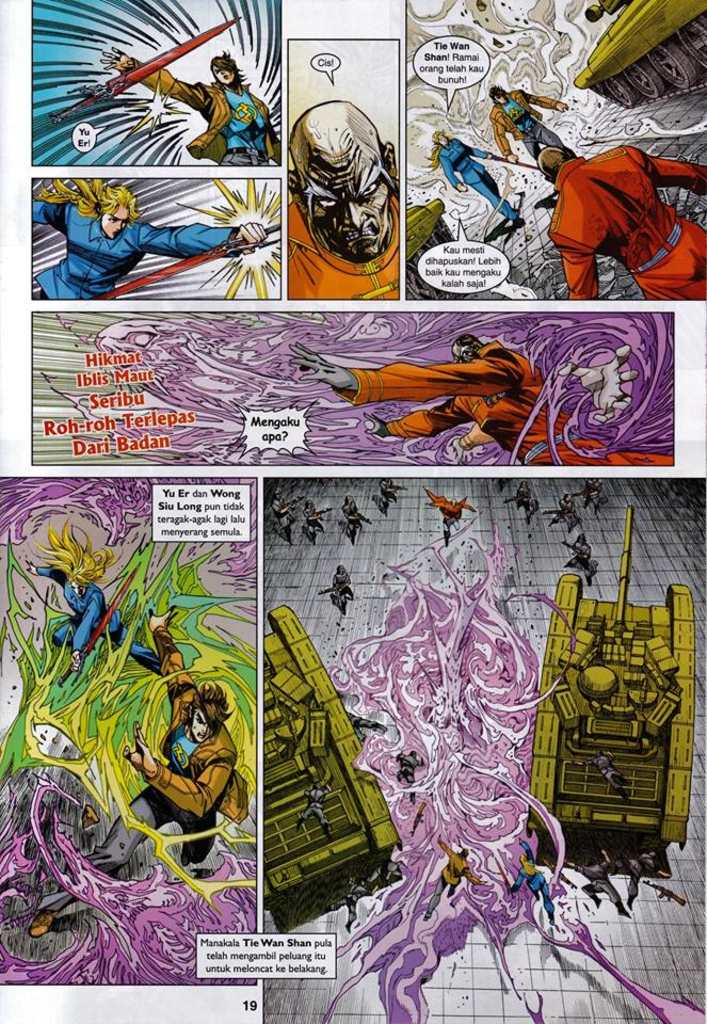 Yu
Er!
Cis!
Tie Wan
Shan! Ramai
orang telah kau
bunuh!
Kau mesti
dihapuskan! Lebih
baik kau mengaku
kalah saja!
Hikmat
Iblis Maut
Seribu
Roh-roh Terlepas
Dari Badan
Mengaku
apa?
Yu Er dan Wong
Siu Long pun tidak
teragak-agak lagi lalu
menyerang semula.
Manakala Tie Wan Shan pula
telah mengambil peluang itu
untuk meloncat ke belakang.
19